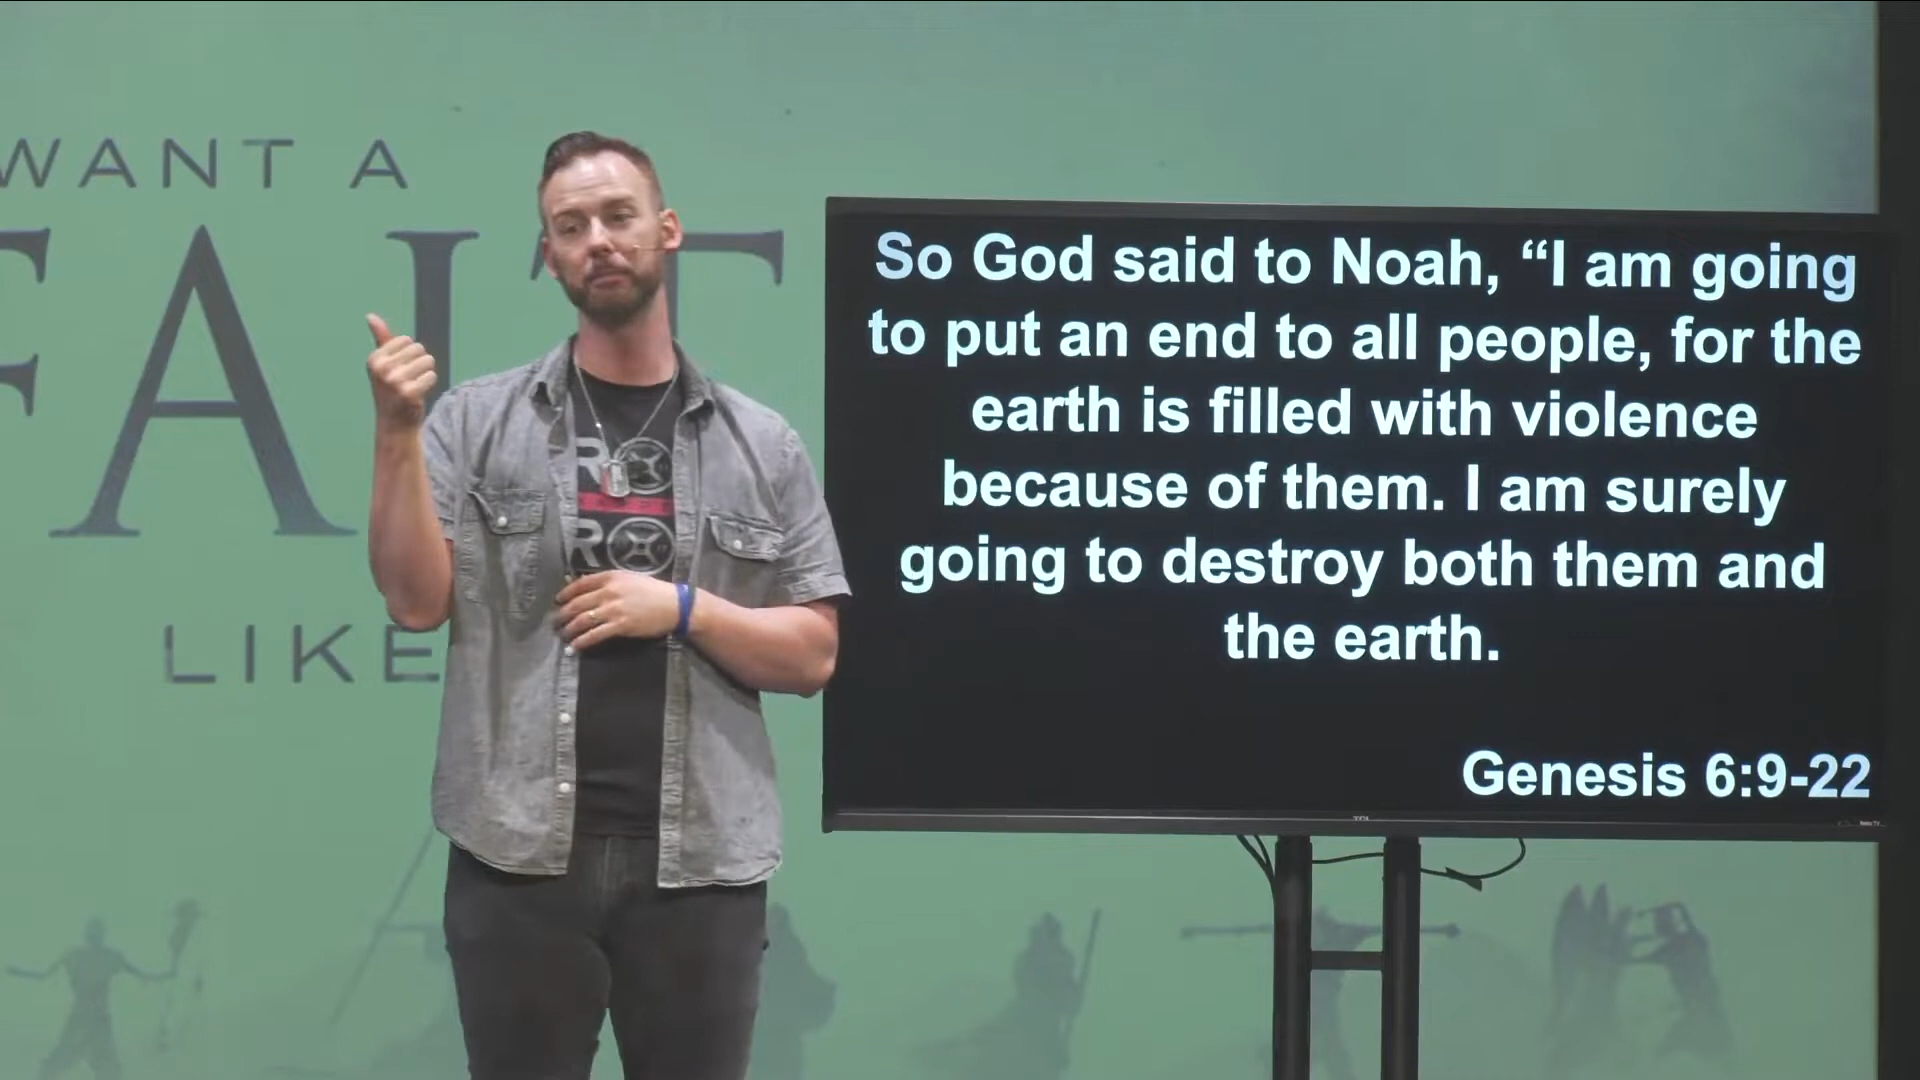 WANT A
FAIT
LIKE
So God said to Noah, “I am going
to put an end to all people, for the
earth is filled with violence
because of them. I am surely
going to destroy both them and
the earth.
Genesis 6:9-22
TCL